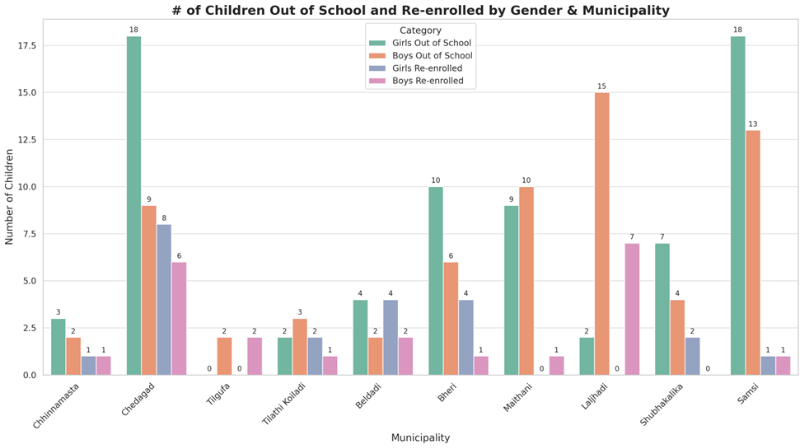 # of Children Out of School and Re-enrolled by Gender & Municipality
Category
Girls Out of School
Boys Out of School
Girls Re-enrolled
Boys Re-enrolled
Number of Children
17.5
15.0
12.5
10.0
7.5
5.0
2.5
0.0
3 2 1 1
18 9 8 6
0 2 0 2
2 3 2 1
4 2 4 2
10 6 4 1
9 10 0 1
2 15 0 7
7 4 2 0
18 13 1 1
Chhinnamasta
Chedagad
Tilgufa
Tilathi Koiladi
Beldadi
Bheri
Maithani
Laljhadi
Shubhakalika
Samsi
Municipality